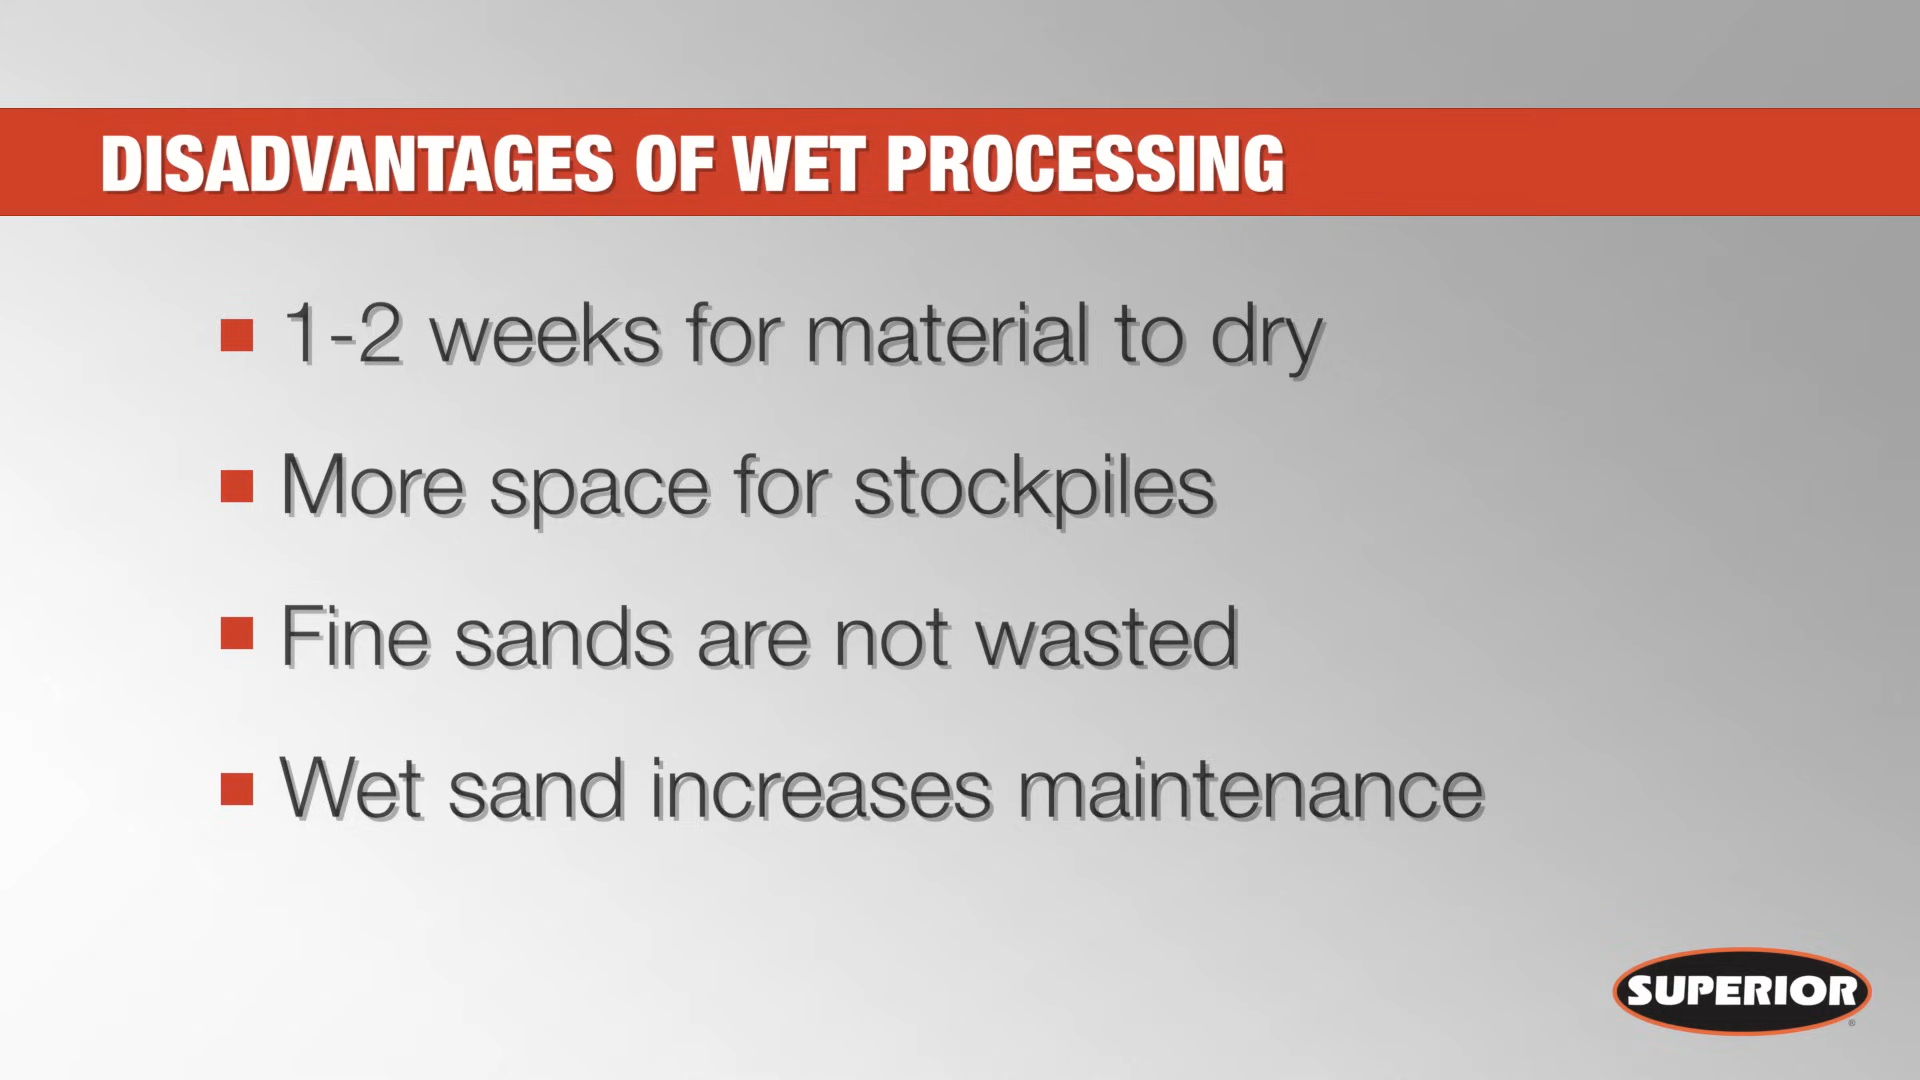 DISADVANTAGES OF WET PROCESSING
1-2 weeks for material to dry
More space for stockpiles
Fine sands are not wasted
Wet sand increases maintenance
SUPERIOR®